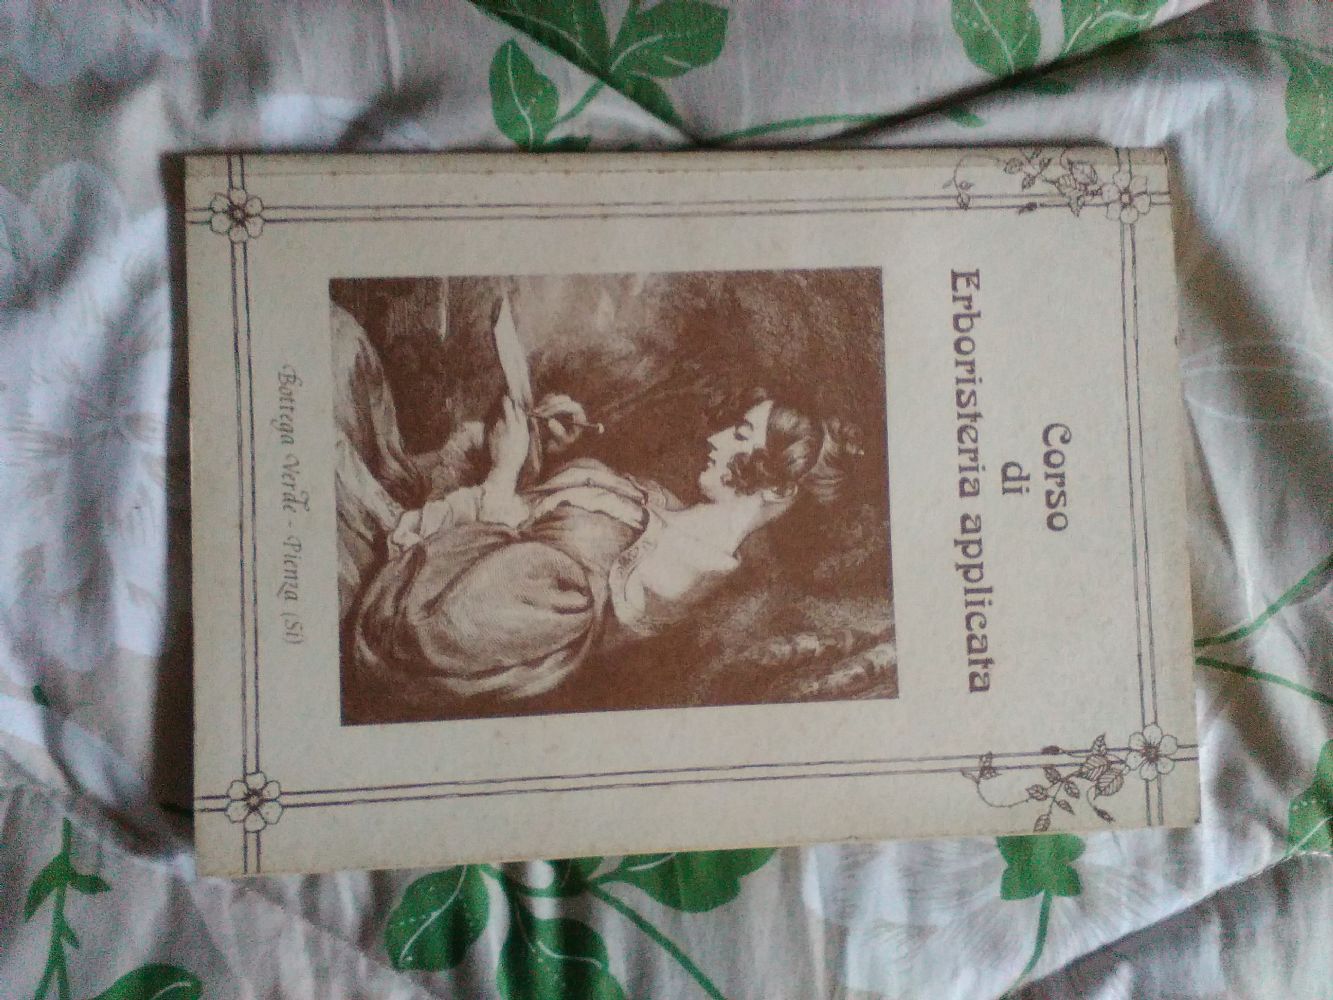 Corso
di
Erboristeria applicata
Bottega Verde - Pienza (Si)